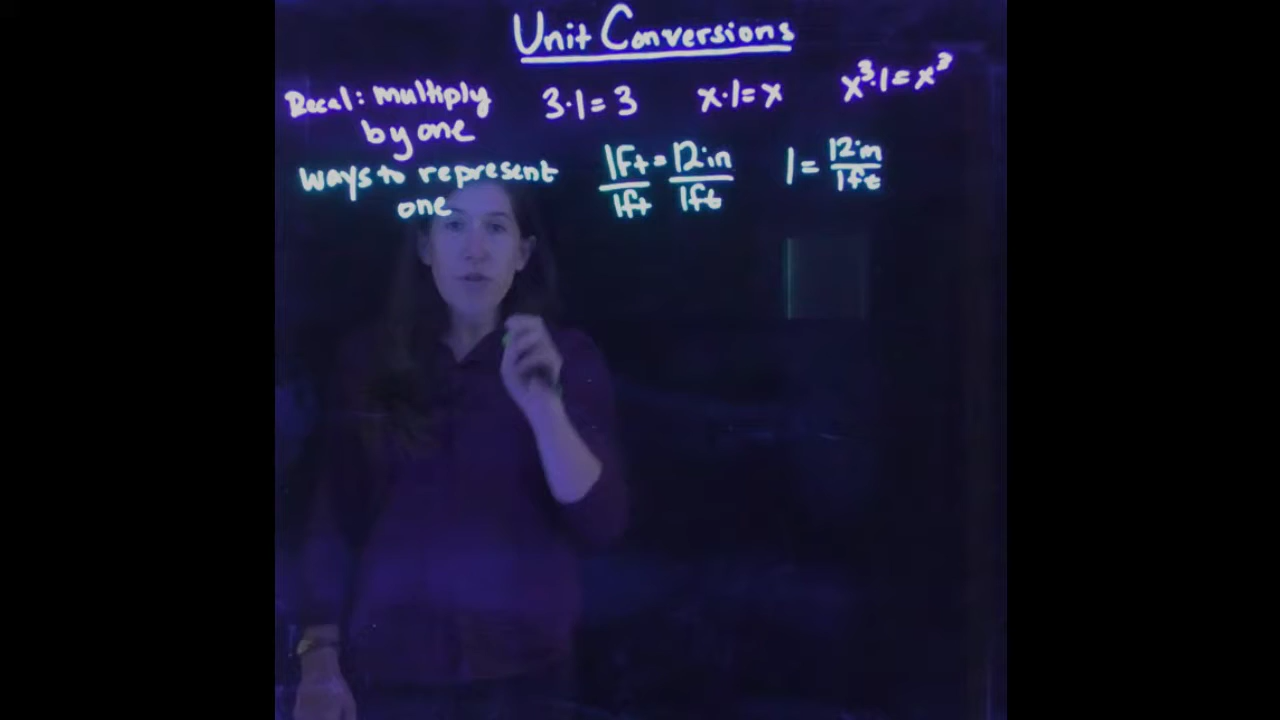 Unit Conversions
Recal: multiply 3·1=3 x·1=x x³·1=x³
by one
ways to represent 1Ft/1ft = 12in/1ft 1 = 12in/1ft
one